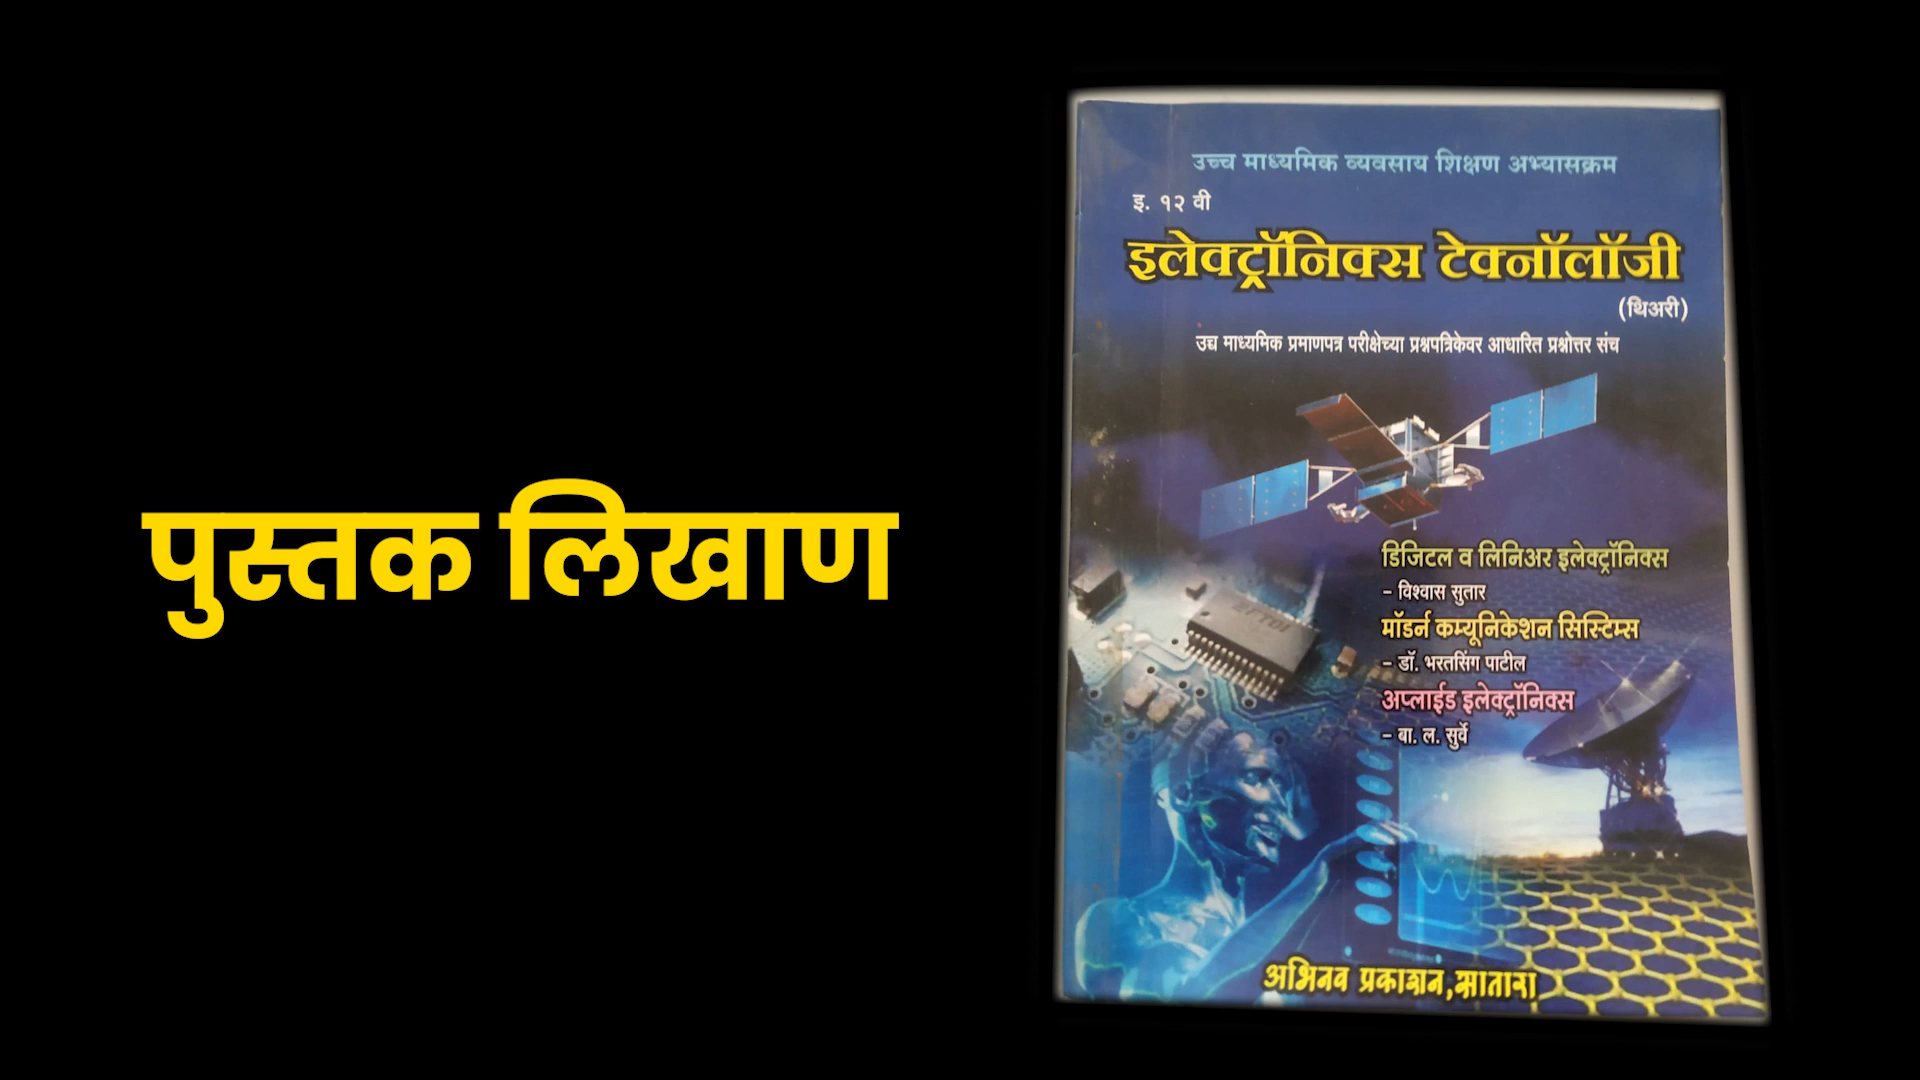 पुस्तक लिखाण
उच्च माध्यमिक व्यवसाय शिक्षण अभ्यासक्रम
इ. १२ वी
इलेक्ट्रॉनिक्स टेक्नॉलॉजी
(थिअरी)
उच्च माध्यमिक प्रमाणपत्र परीक्षेच्या प्रश्नपत्रिकेवर आधारित प्रश्नोत्तर संच
डिजिटल व लिनिअर इलेक्ट्रॉनिक्स
– विश्वास सुतार
मॉडर्न कम्यूनिकेशन सिस्टिम्स
– डॉ. भरतसिंग पाटील
अप्लाईड इलेक्ट्रॉनिक्स
– बा. ल. सुर्वे
अभिनव प्रकाशन, सातारा